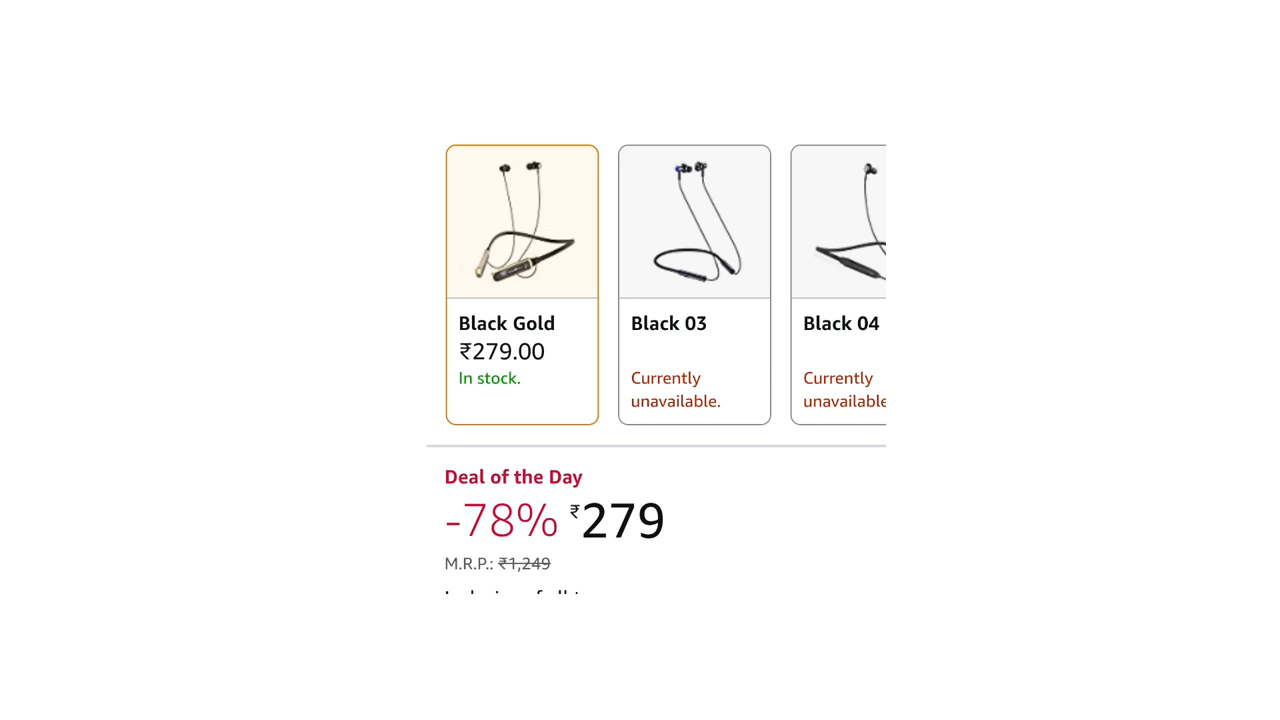 Black Gold
₹279.00
In stock.
Black 03
Currently
unavailable.
Black 04
Currently
unavailable
Deal of the Day
-78% ₹279
M.R.P.: ₹1,249